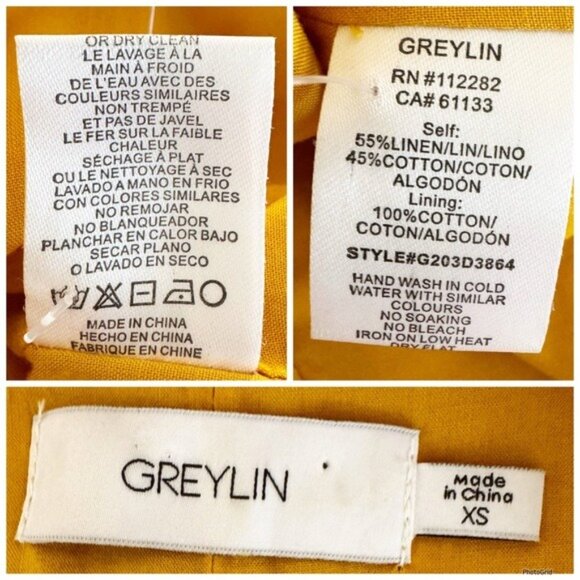 OR DRY CLEAN
LE LAVAGE À LA
MAIN À FROID
DE L'EAU AVEC DES
COULEURS SIMILAIRES
NON TREMPÉ
ET PAS DE JAVEL
LE FER SUR LA FAIBLE
CHALEUR
SÉCHAGE À PLAT
OU LE NETTOYAGE À SEC
LAVADO A MANO EN FRIO
CON COLORES SIMILARES
NO REMOJAR
NO BLANQUEADOR
PLANCHAR EN CALOR BAJO
SECAR PLANO
O LAVADO EN SECO
MADE IN CHINA
HECHO EN CHINA
FABRIQUE EN CHINE
GREYLIN
RN #112282
CA# 61133
Self:
55%LINEN/LIN/LINO
45%COTTON/COTON/
ALGODÓN
Lining:
100%COTTON/
COTON/ALGODÓN
STYLE#G203D3864
HAND WASH IN COLD
WATER WITH SIMILAR
COLOURS
NO SOAKING
NO BLEACH
IRON ON LOW HEAT
DRY FLAT
GREYLIN
Made
in China
XS
PhotoGrid